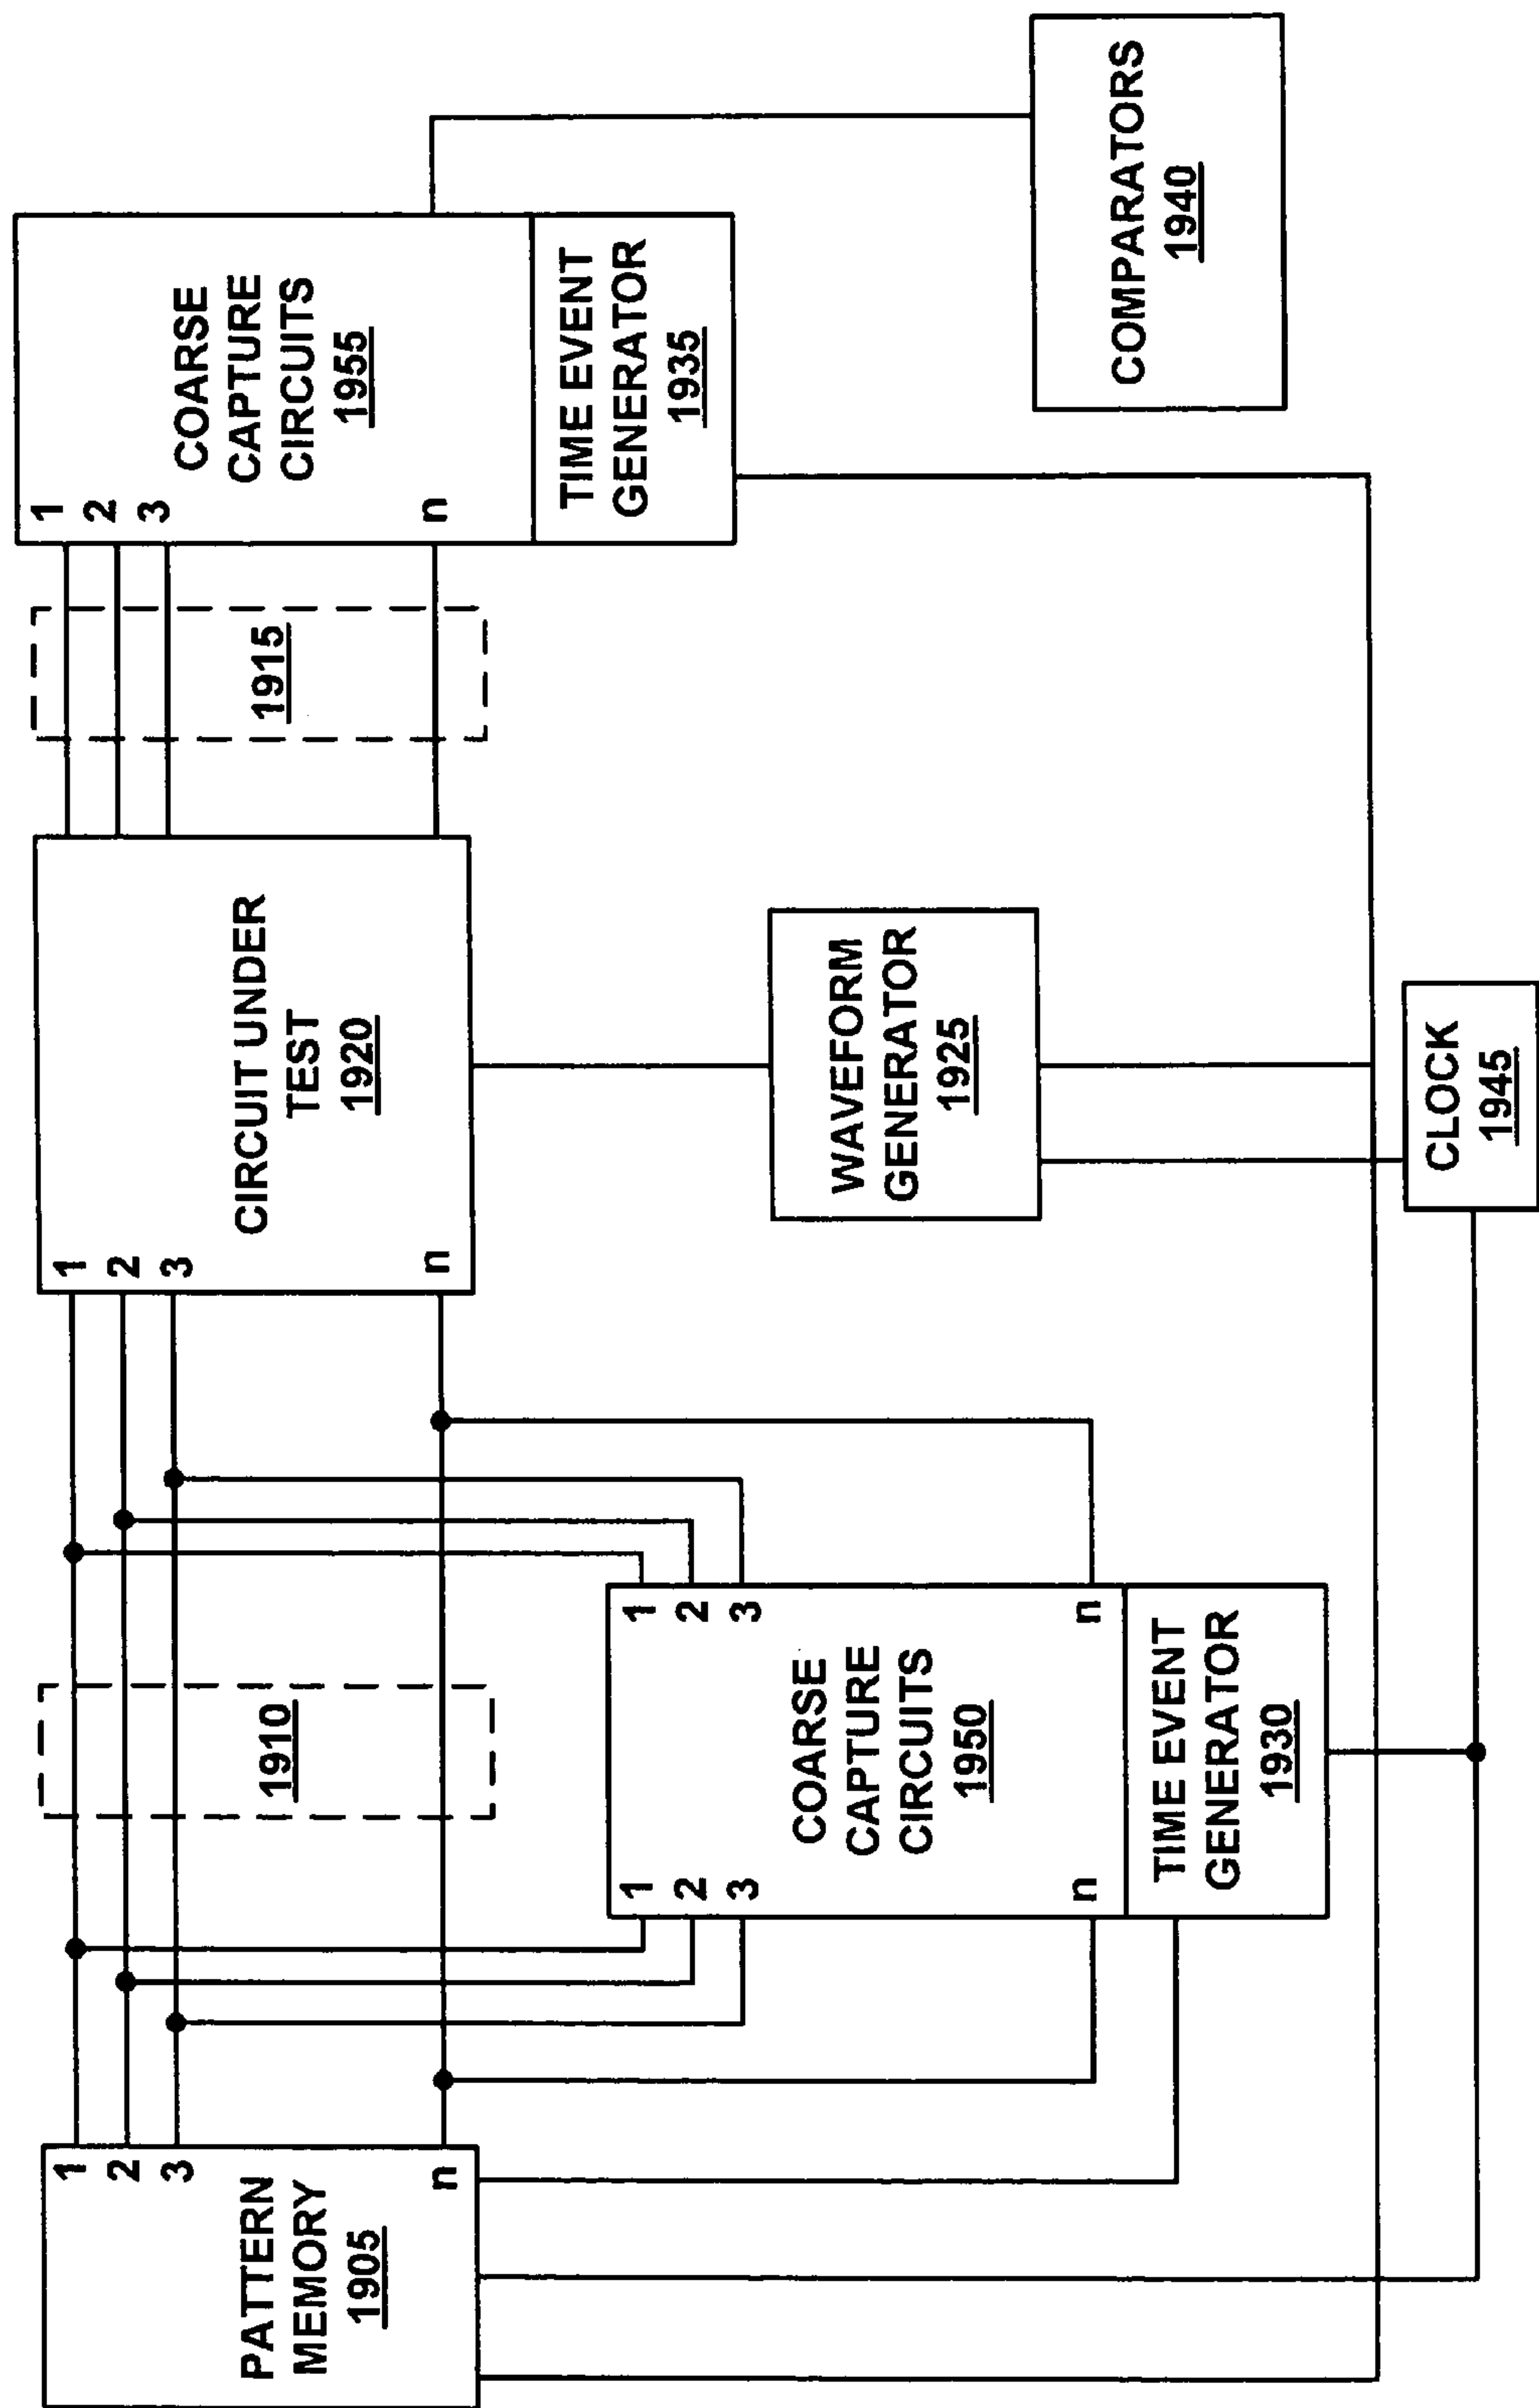 PATTERN
MEMORY
1905
1
2
3
n
1910
1
2
3
n
COARSE
CAPTURE
CIRCUITS
1950
1
2
3
n
TIME EVENT
GENERATOR
1930
1
2
3
n
CIRCUIT UNDER
TEST
1920
WAVEFORM
GENERATOR
1925
CLOCK
1945
1915
1
2
3
n
COARSE
CAPTURE
CIRCUITS
1955
TIME EVENT
GENERATOR
1935
COMPARATORS
1940